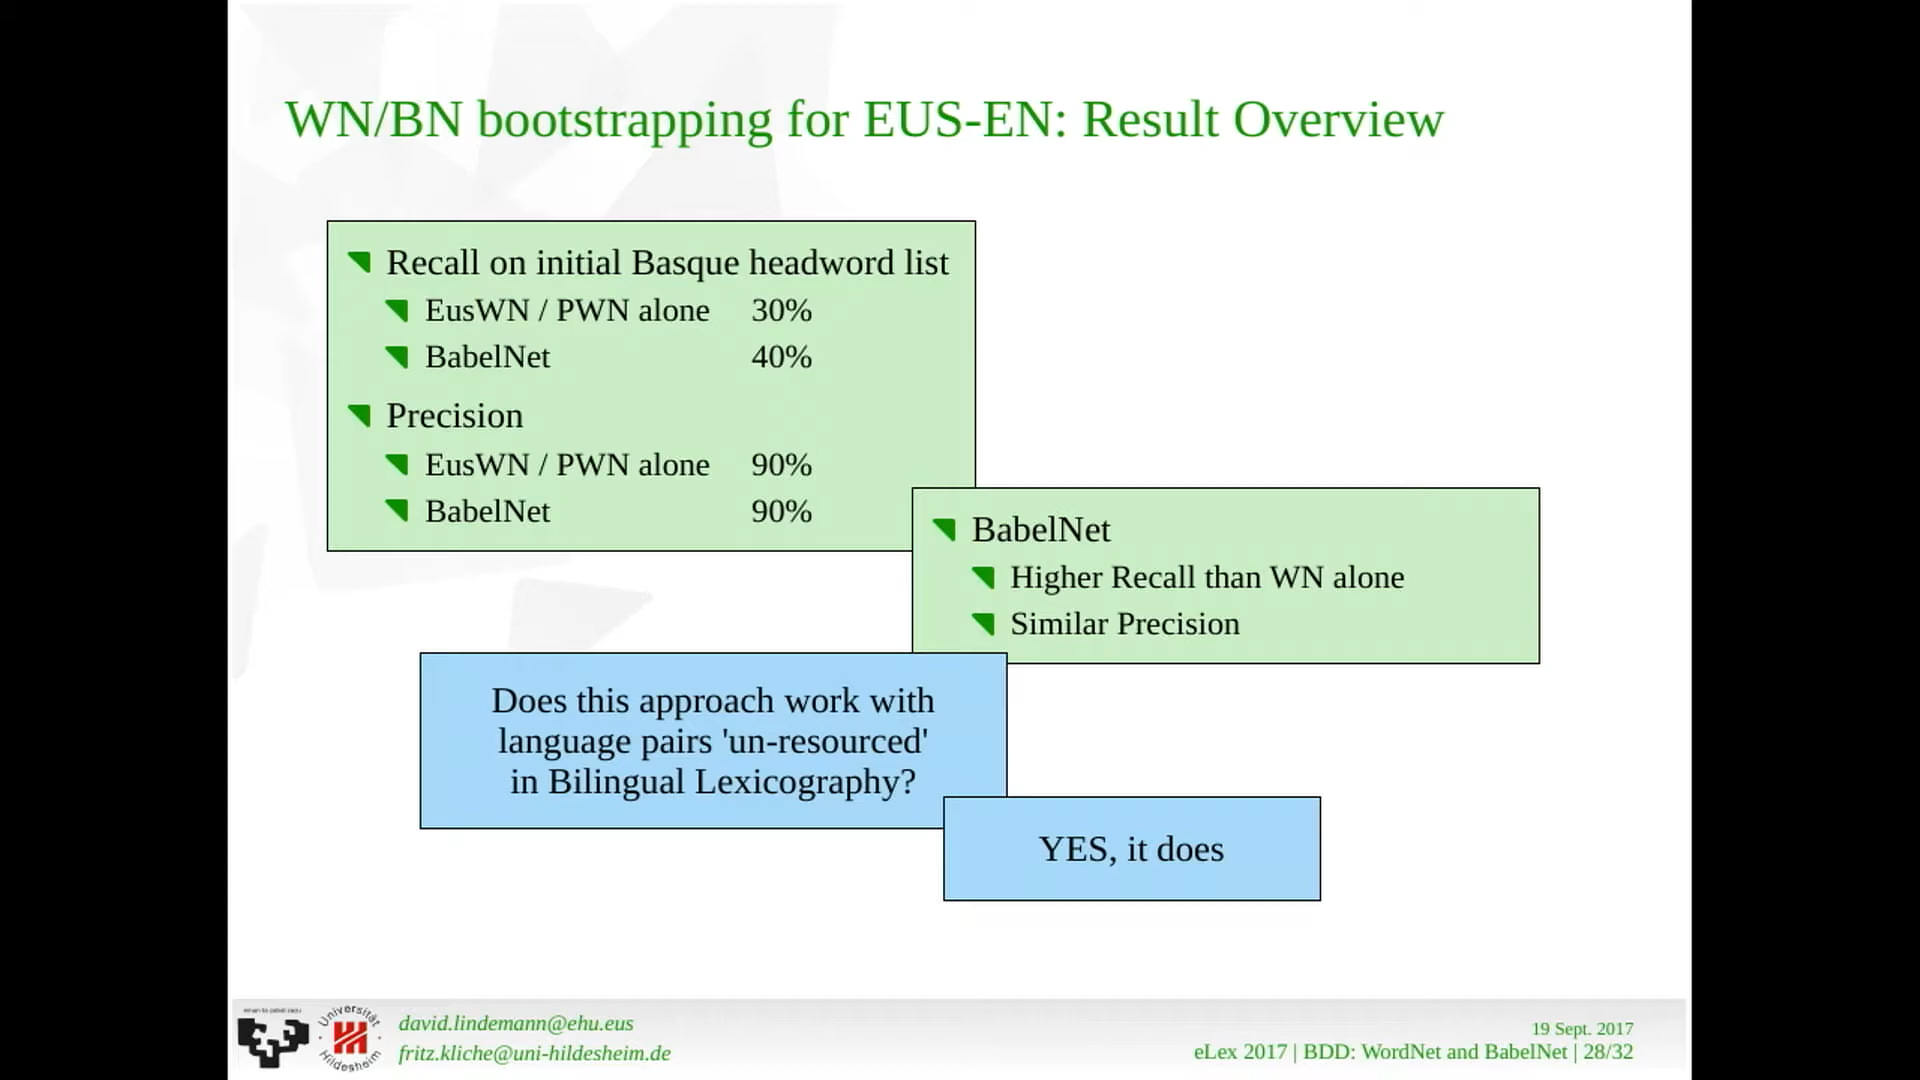 WN/BN bootstrapping for EUS-EN: Result Overview
Recall on initial Basque headword list
EusWN / PWN alone 30%
BabelNet 40%
Precision
EusWN / PWN alone 90%
BabelNet 90%
BabelNet
Higher Recall than WN alone
Similar Precision
Does this approach work with
language pairs 'un-resourced'
in Bilingual Lexicography?
YES, it does
Universität
Hildesheim
david.lindemann@ehu.eus
fritz.kliche@uni-hildesheim.de
19 Sept. 2017
eLex 2017 | BDD: WordNet and BabelNet | 28/32